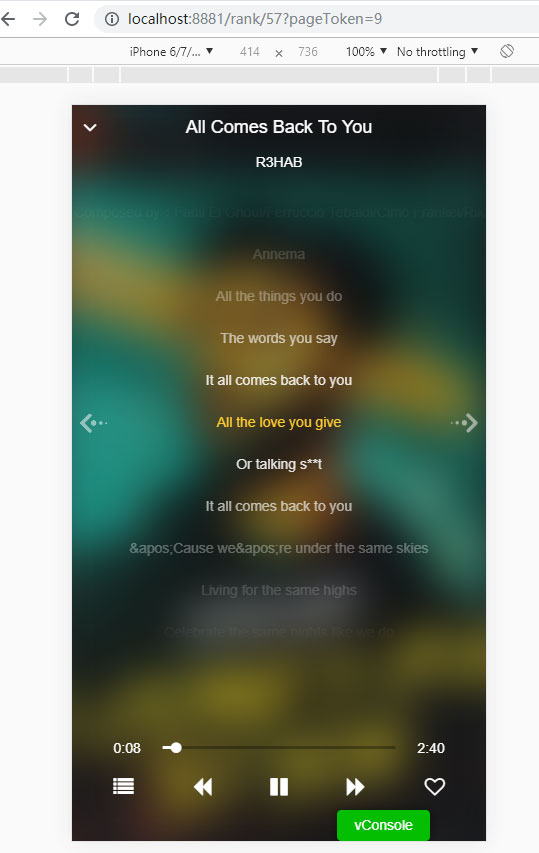 localhost:8881/rank/57?pageToken=9
iPhone 6/7/... ▼ 414 × 736 100% ▼ No throttling ▼
All Comes Back To You
R3HAB
Composed by : Fadil El Ghoul/Ferruccio Tebaldi/Cimo Frankel/Rik
Annema
All the things you do
The words you say
It all comes back to you
All the love you give
Or talking s**t
It all comes back to you
&apos;Cause we&apos;re under the same skies
Living for the same highs
Celebrate the same nights like we do
0:08 2:40
vConsole